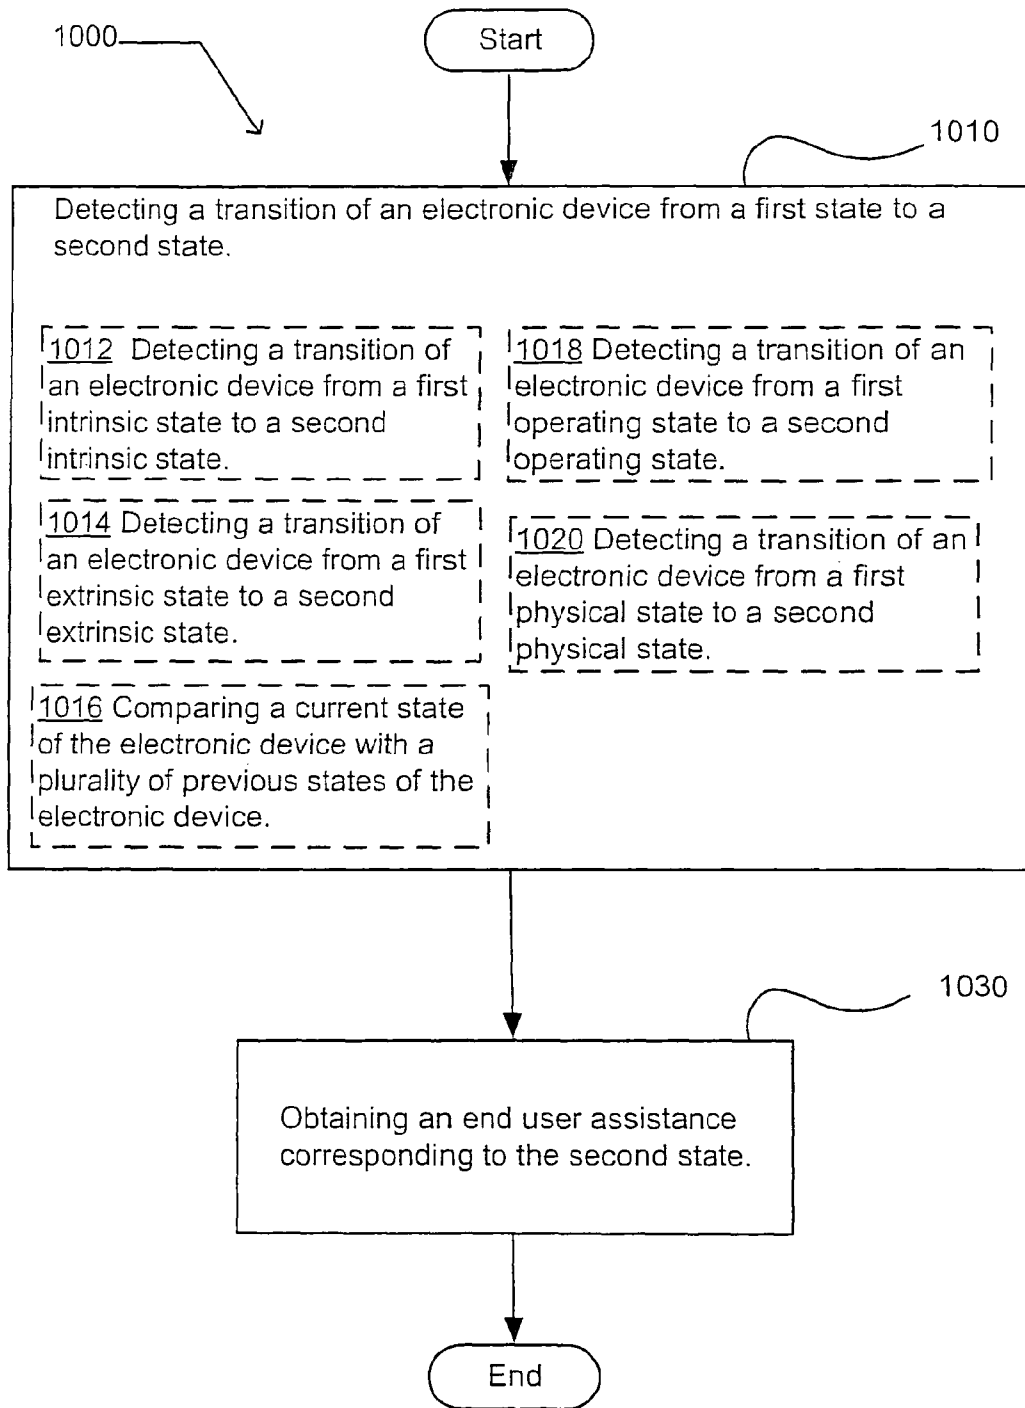 1000
Start
1010
Detecting a transition of an electronic device from a first state to a
second state.
1012 Detecting a transition of
an electronic device from a first
intrinsic state to a second
intrinsic state.
1014 Detecting a transition of
an electronic device from a first
extrinsic state to a second
extrinsic state.
1016 Comparing a current state
of the electronic device with a
plurality of previous states of the
electronic device.
1018 Detecting a transition of an
electronic device from a first
operating state to a second
operating state.
1020 Detecting a transition of an
electronic device from a first
physical state to a second
physical state.
1030
Obtaining an end user assistance
corresponding to the second state.
End